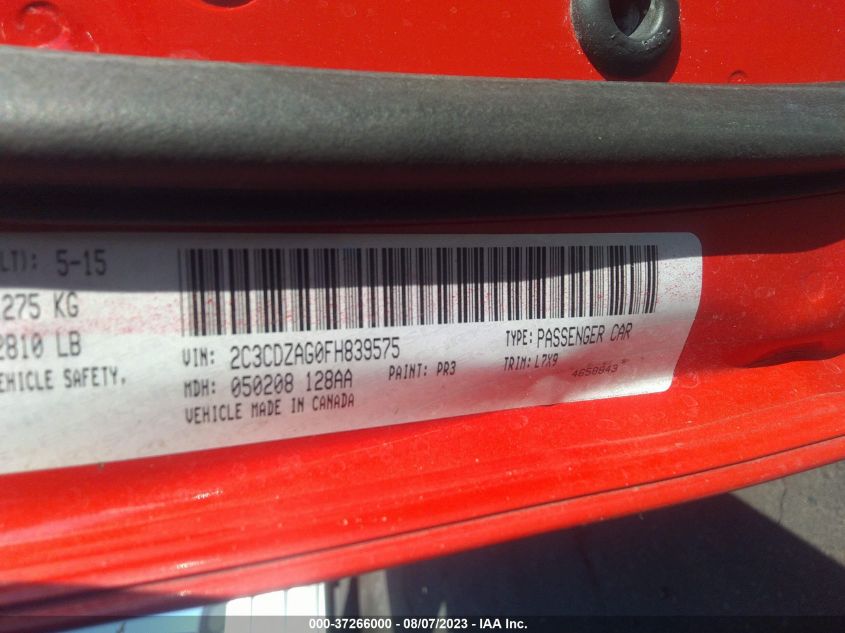 LT): 5-15
275 KG
2810 LB
EHICLE SAFETY.
VIN: 2C3CDZAG0FH839575
TYPE: PASSENGER CAR
MDH: 050208 128AA
PAINT: PR3
TRIM: L7X9
VEHICLE MADE IN CANADA
4658843
000-37266000 - 08/07/2023 - IAA Inc.